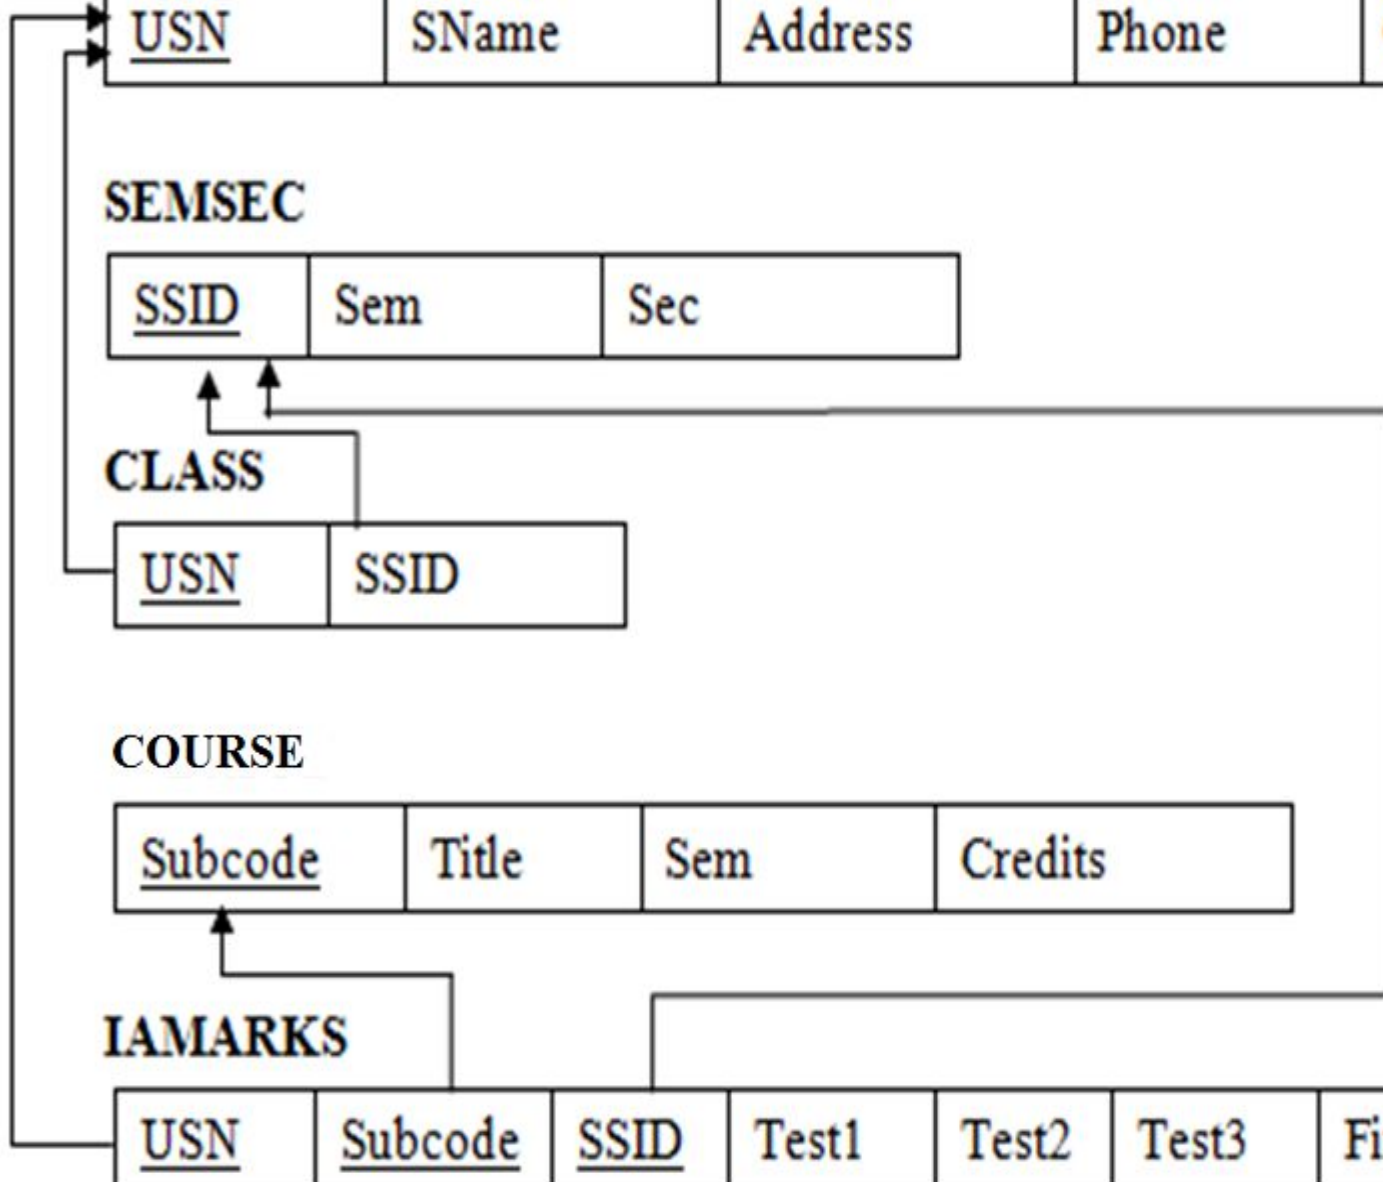 USN SName Address Phone
SEMSEC
SSID Sem Sec
CLASS
USN SSID
COURSE
Subcode Title Sem Credits
IAMARKS
USN Subcode SSID Test1 Test2 Test3 Fi